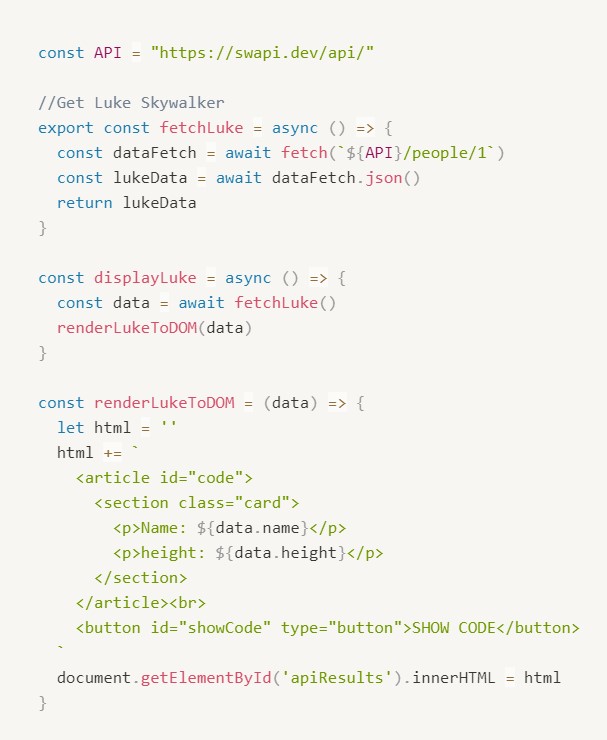 const API = "https://swapi.dev/api/"
//Get Luke Skywalker
export const fetchLuke = async () => {
  const dataFetch = await fetch(`${API}/people/1`)
  const lukeData = await dataFetch.json()
  return lukeData
}
const displayLuke = async () => {
  const data = await fetchLuke()
  renderLukeToDOM(data)
}
const renderLukeToDOM = (data) => {
  let html = ''
  html += `
    <article id="code">
      <section class="card">
        <p>Name: ${data.name}</p>
        <p>height: ${data.height}</p>
      </section>
    </article><br>
    <button id="showCode" type="button">SHOW CODE</button>
  `
  document.getElementById('apiResults').innerHTML = html
}